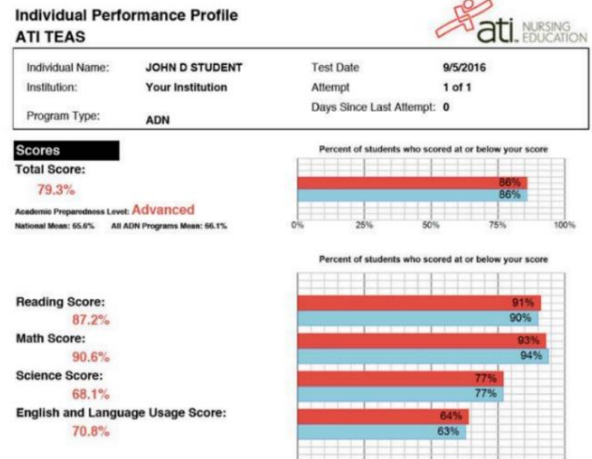 Individual Performance Profile
ATI TEAS
ati NURSING EDUCATION
Individual Name: JOHN D STUDENT Test Date 9/5/2016
Institution: Your Institution Attempt 1 of 1
Days Since Last Attempt: 0
Program Type: ADN
Scores
Total Score:
79.3%
Academic Preparedness Level: Advanced
National Mean: 65.6% All ADN Programs Mean: 66.1%
Percent of students who scored at or below your score
86%
86%
0% 25% 50% 75% 100%
Percent of students who scored at or below your score
Reading Score:
87.2%
91%
90%
Math Score:
90.6%
93%
94%
Science Score:
68.1%
77%
77%
English and Language Usage Score:
70.8%
64%
63%